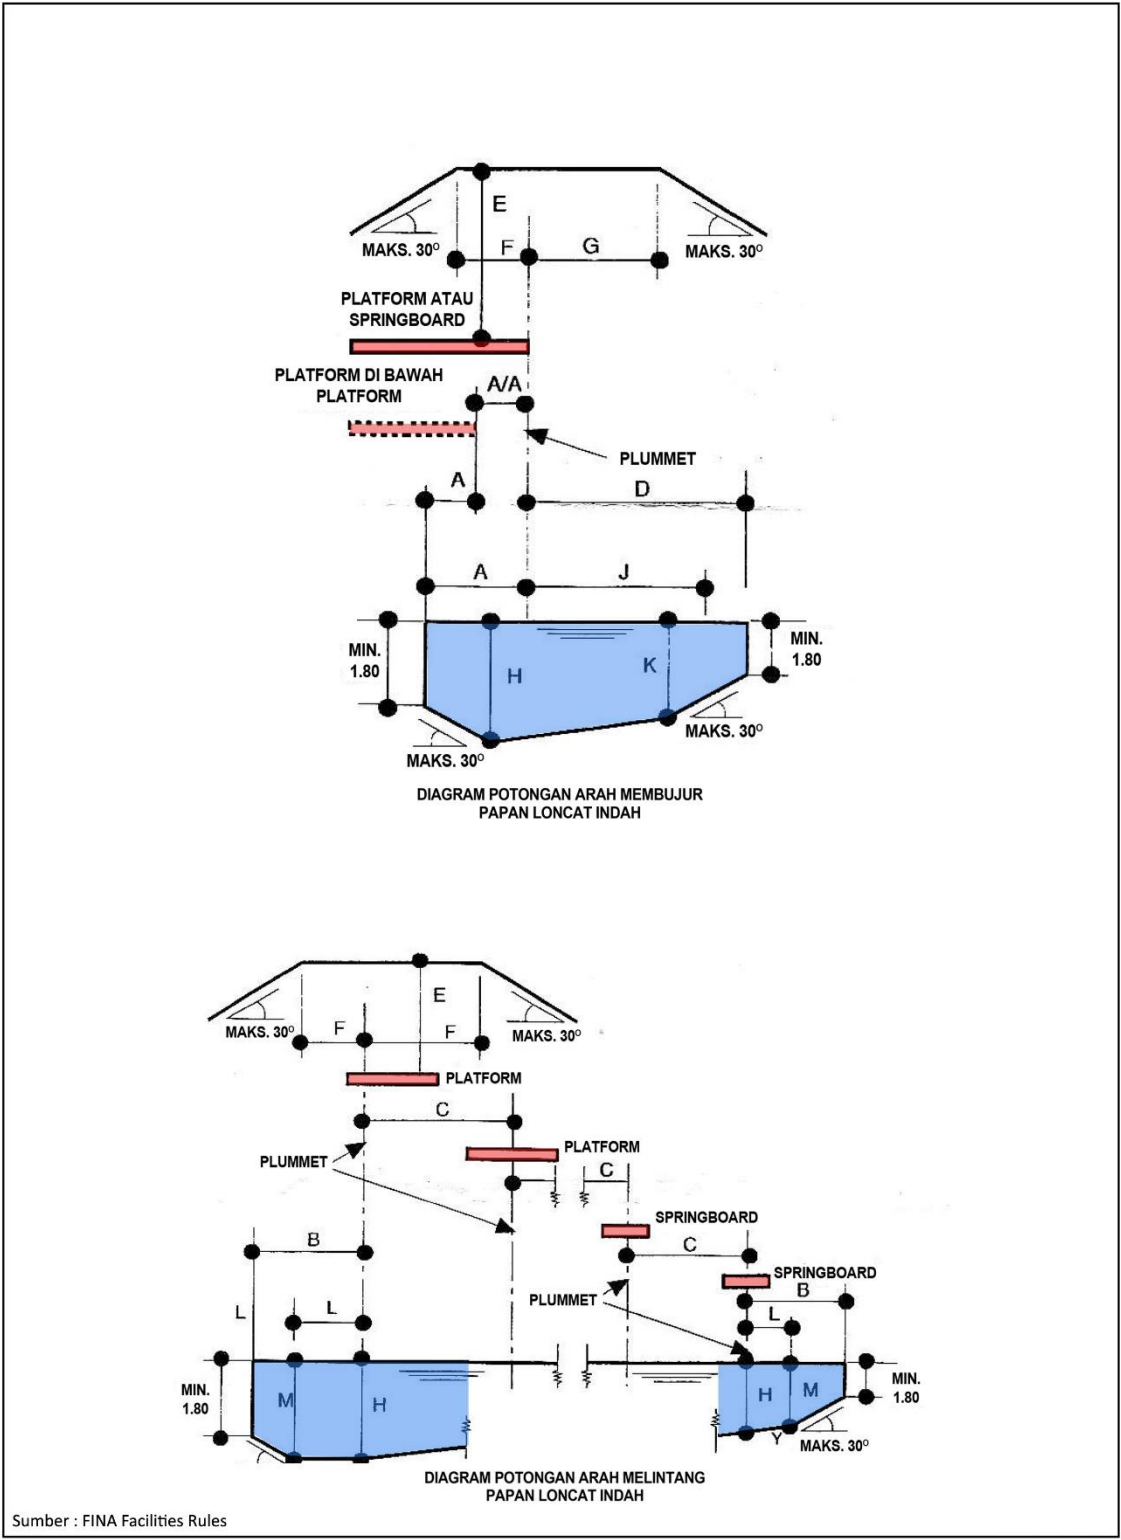 E
MAKS. 30°
F
G
MAKS. 30°
PLATFORM ATAU
SPRINGBOARD
PLATFORM DI BAWAH
PLATFORM
A/A
PLUMMET
A
D
A
J
MIN.
1.80
H
K
MIN.
1.80
MAKS. 30°
MAKS. 30°
DIAGRAM POTONGAN ARAH MEMBUJUR
PAPAN LONCAT INDAH
E
MAKS. 30°
F
F
MAKS. 30°
PLATFORM
C
PLATFORM
PLUMMET
C
SPRINGBOARD
B
C
SPRINGBOARD
B
PLUMMET
L
L
L
MIN.
1.80
M
H
H
M
MIN.
1.80
Y
MAKS. 30°
DIAGRAM POTONGAN ARAH MELINTANG
PAPAN LONCAT INDAH
Sumber : FINA Facilities Rules